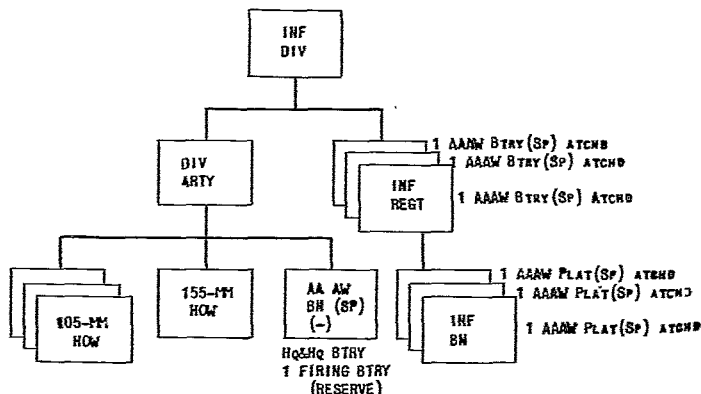 INF
DIV
DIV
ARTY
1 AAAW BTRY (SP) ATCHD
1 AAAW BTRY (SP) ATCHD
INF
REGT
1 AAAW BTRY (SP) ATCHD
105-MM
HOW
155-MM
HOW
AA AW
BN (SP)
(-)
HQ&HQ BTRY
1 FIRING BTRY
(RESERVE)
1 AAAW PLAT (SP) ATCHD
1 AAAW PLAT (SP) ATCHD
INF
BN
1 AAAW PLAT (SP) ATCHD